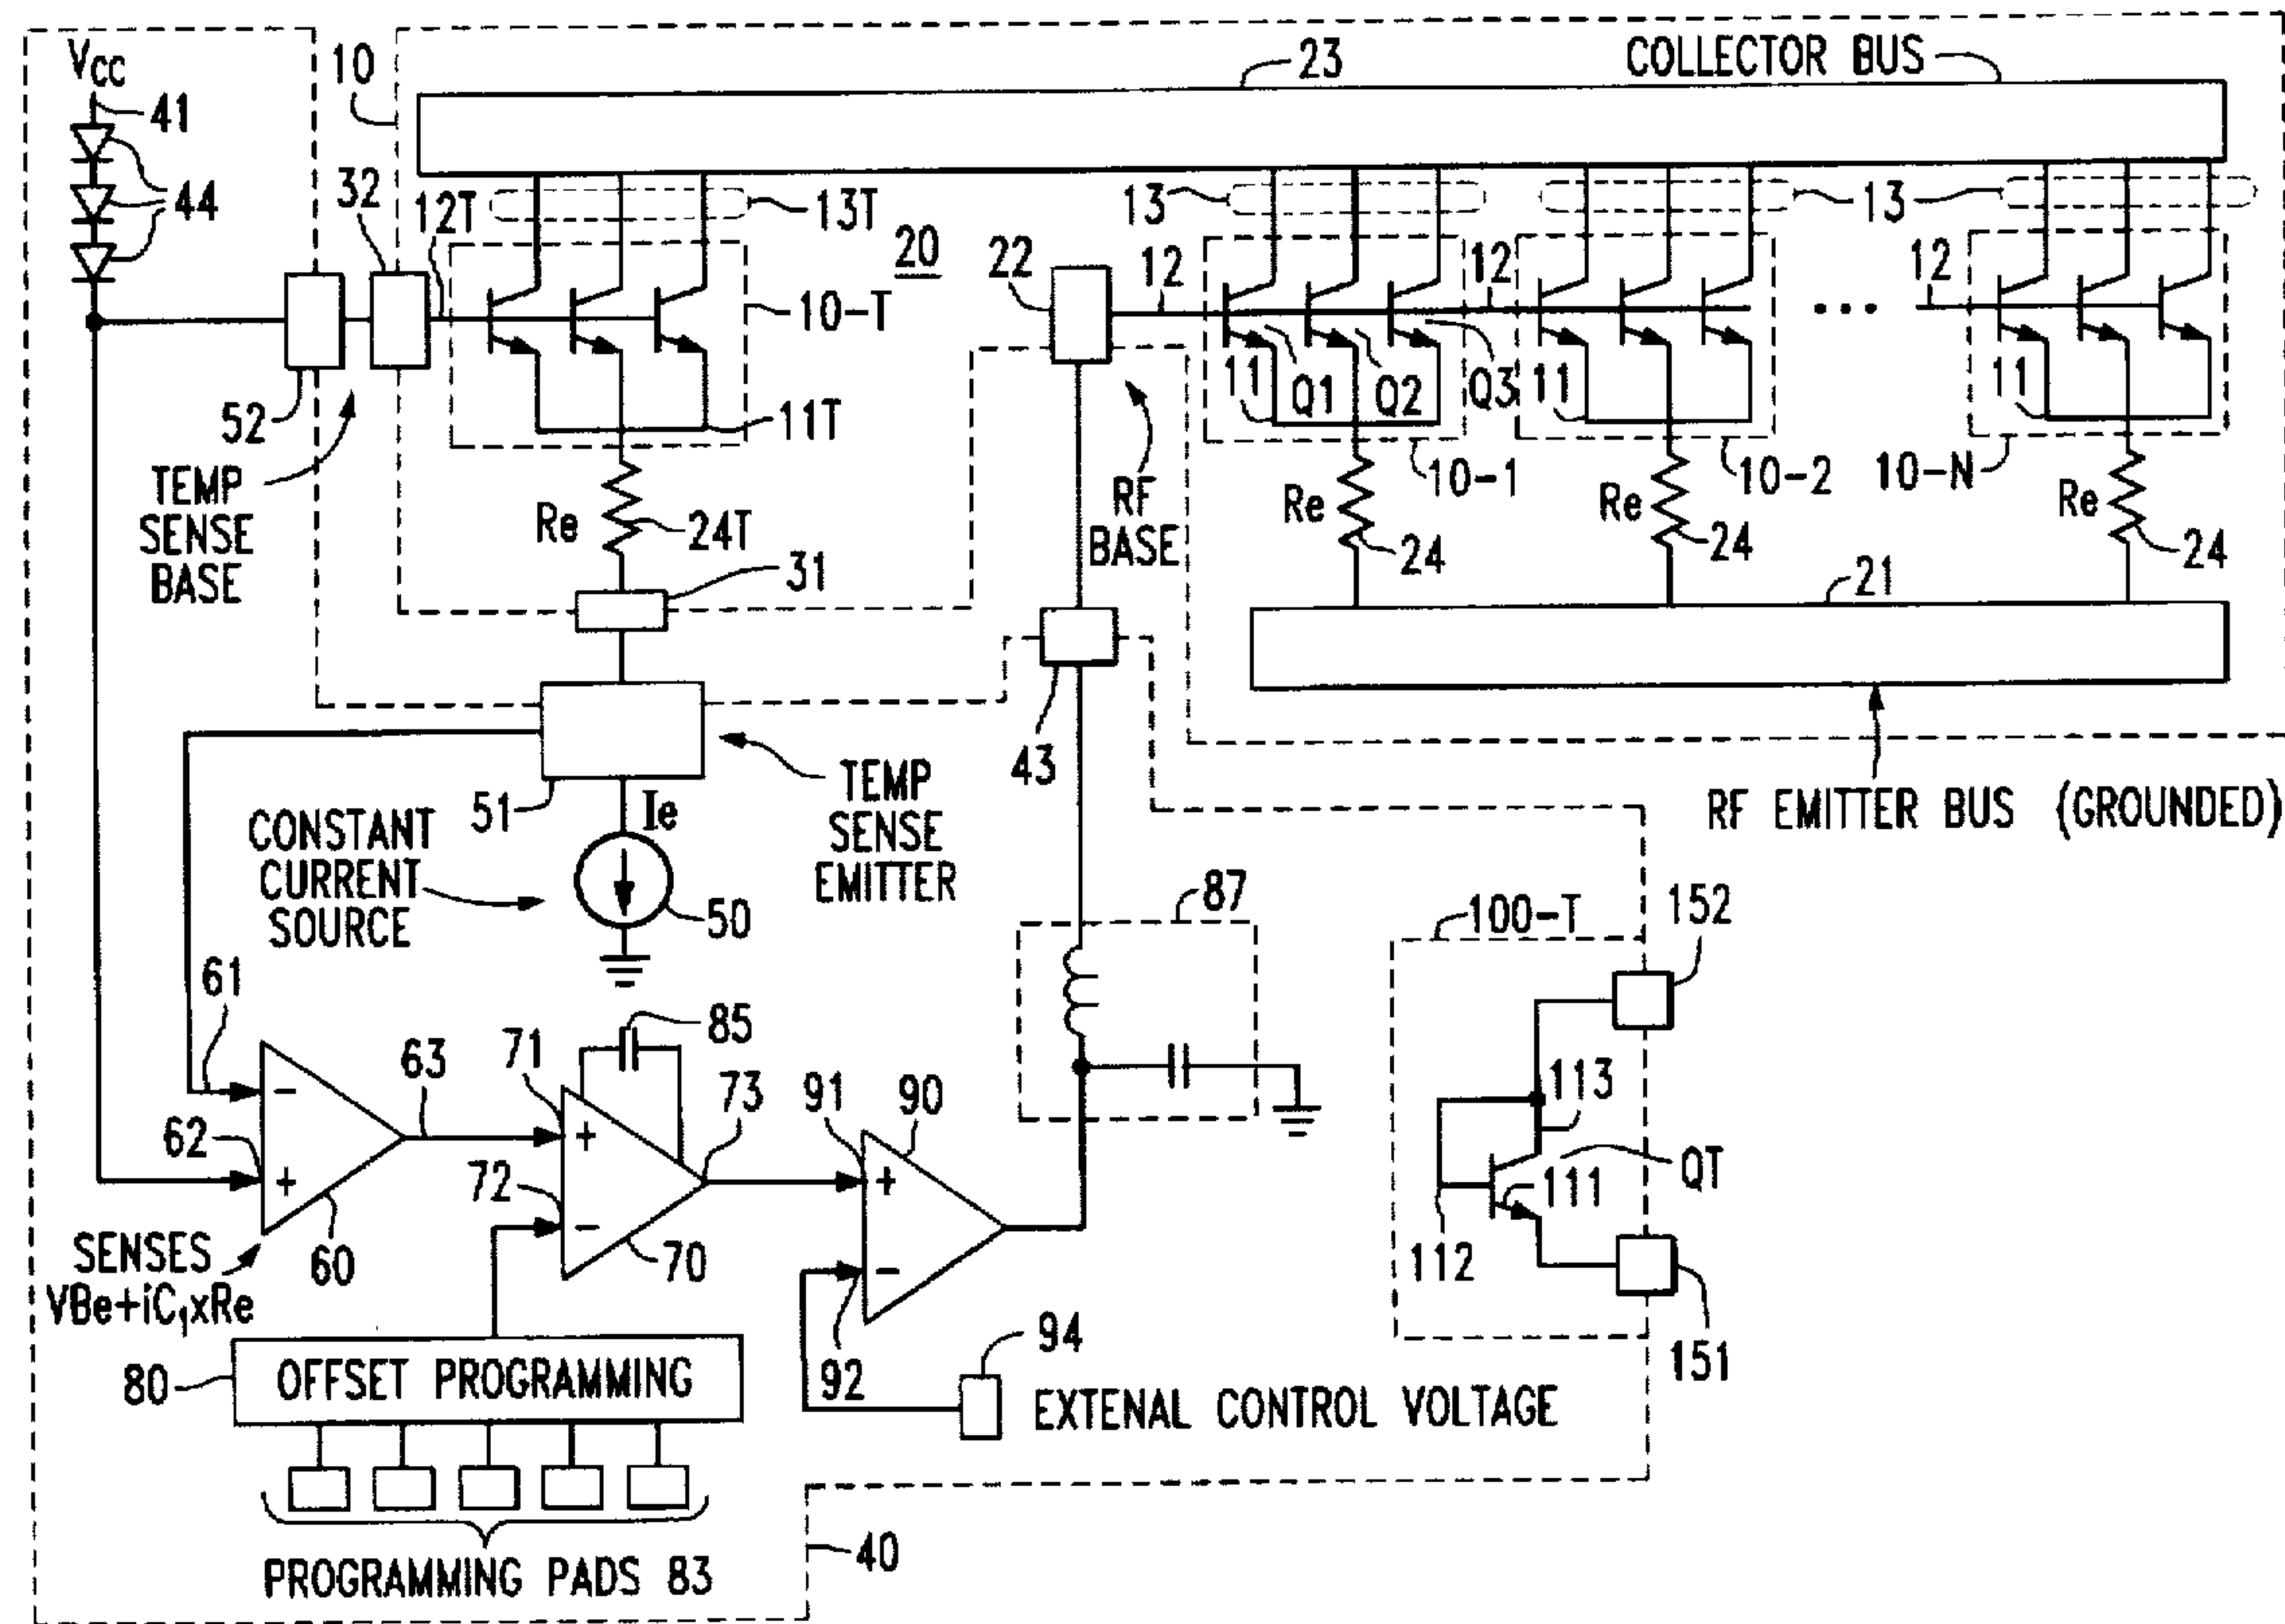 VCC
41
44
10
23
COLLECTOR BUS
32
12T
13T
13
13
20
22
12
12
12
10-T
52
11T
11
Q1
Q2
Q3
11
11
TEMP
SENSE
BASE
Re
24T
31
RF
BASE
Re
24
10-1
Re
24
10-2
10-N
Re
24
21
43
51
Ie
TEMP
SENSE
EMITTER
RF EMITTER BUS (GROUNDED)
CONSTANT
CURRENT
SOURCE
50
87
100-T
152
61
85
63
71
73
91
90
113
62
-
+
+
-
72
+
-
QT
111
112
SENSES
VBe+iC1xRe
60
70
92
94
151
80
OFFSET PROGRAMMING
EXTENAL CONTROL VOLTAGE
PROGRAMMING PADS 83
40